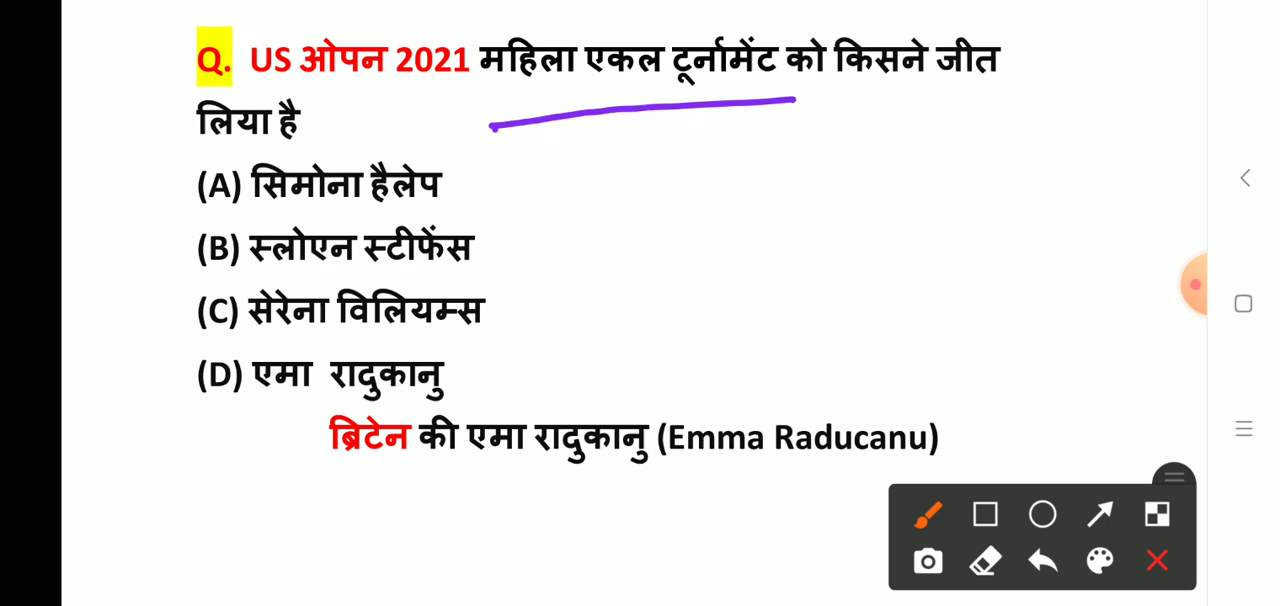 Q. US ओपन 2021 महिला एकल टूर्नामेंट को किसने जीत
लिया है
(A) सिमोना हैलेप
(B) स्लोएन स्टीफेंस
(C) सेरेना विलियम्स
(D) एमा रादुकानु
ब्रिटेन की एमा रादुकानु (Emma Raducanu)